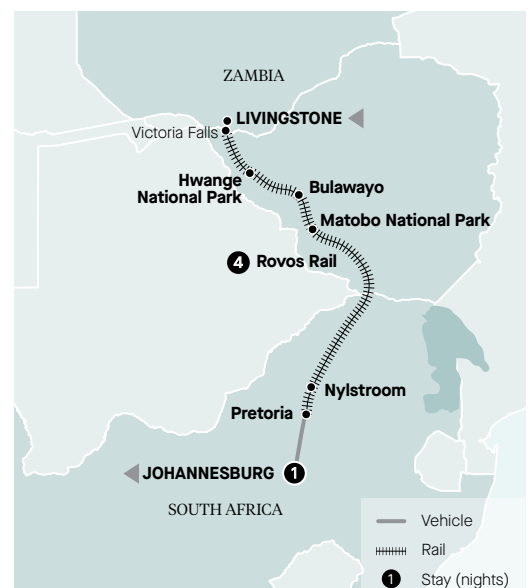 ZAMBIA
LIVINGSTONE
Victoria Falls
Hwange
National Park
Bulawayo
Matobo National Park
4 Rovos Rail
Nylstroom
Pretoria
JOHANNESBURG 1
SOUTH AFRICA
Vehicle
Rail
1 Stay (nights)